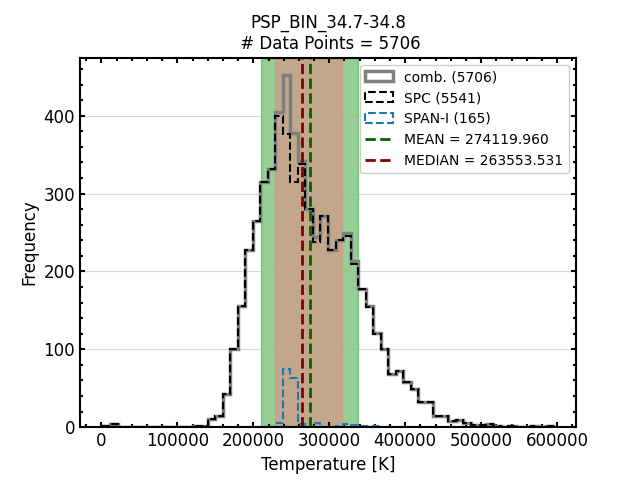 PSP_BIN_34.7-34.8
# Data Points = 5706
comb. (5706)
SPC (5541)
SPAN-I (165)
MEAN = 274119.960
MEDIAN = 263553.531
Frequency
400
300
200
100
0
0 100000 200000 300000 400000 500000 600000
Temperature [K]